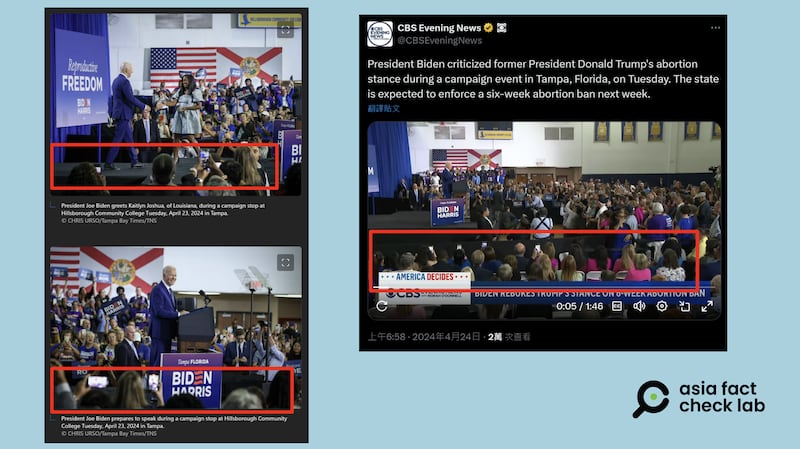 Reproductive
FREEDOM
BIDEN
HARRIS
BIDEN
President Joe Biden greets Kaitlyn Joshua, of Louisiana, during a campaign stop at
Hillsborough Community College Tuesday, April 23, 2024 in Tampa.
© CHRIS URSO/Tampa Bay Times/TNS
Tampa, FLORIDA
BIDEN
HARRIS
President Joe Biden prepares to speak during a campaign stop at Hillsborough Community
College Tuesday, April 23, 2024 in Tampa.
© CHRIS URSO/Tampa Bay Times/TNS
CBS Evening News
@CBSEveningNews
President Biden criticized former President Donald Trump's abortion
stance during a campaign event in Tampa, Florida, on Tuesday. The state
is expected to enforce a six-week abortion ban next week.
翻譯貼文
BIDEN
HARRIS
AMERICA DECIDES
CBS
BIDEN REBUKES TRUMP'S STANCE ON 6-WEEK ABORTION BAN
0:05 / 1:46
上午6:58 · 2024年4月24日 · 2萬 次查看
asia fact
check lab